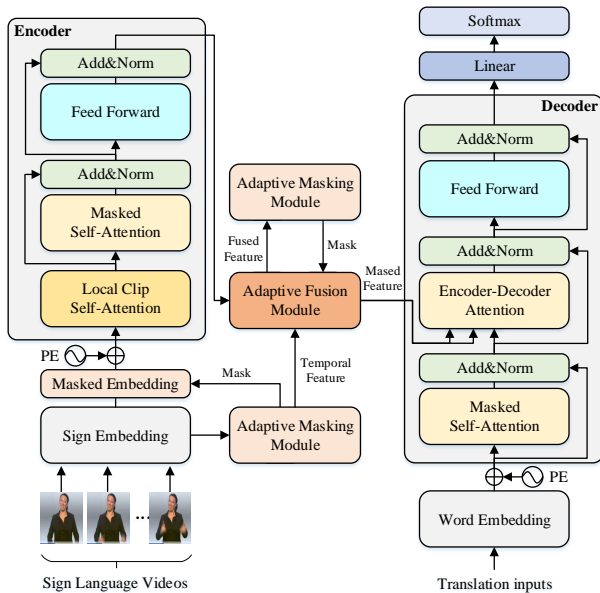 Encoder
Add&Norm
Feed Forward
Add&Norm
Masked
Self-Attention
Local Clip
Self-Attention
PE
Masked Embedding
Sign Embedding
...
Sign Language Videos
Adaptive Masking
Module
Fused
Feature
Mask
Adaptive Fusion
Module
Mased
Feature
Temporal
Feature
Mask
Adaptive Masking
Module
Softmax
Linear
Decoder
Add&Norm
Feed Forward
Add&Norm
Encoder-Decoder
Attention
Add&Norm
Masked
Self-Attention
PE
Word Embedding
Translation inputs